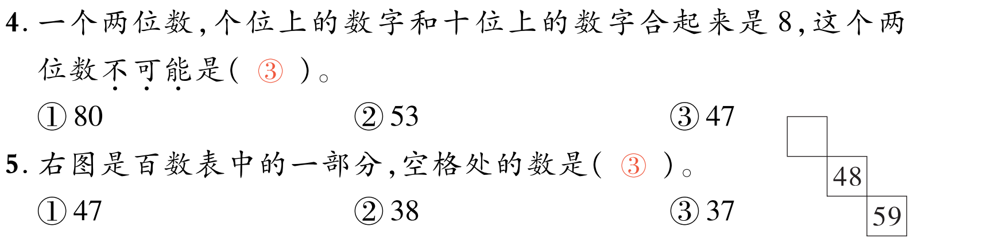 4. 一个两位数,个位上的数字和十位上的数字合起来是 8,这个两
位数不可能是( ③ )。
① 80 ② 53 ③ 47
5. 右图是百数表中的一部分,空格处的数是( ③ )。
48
① 47 ② 38 ③ 37
59